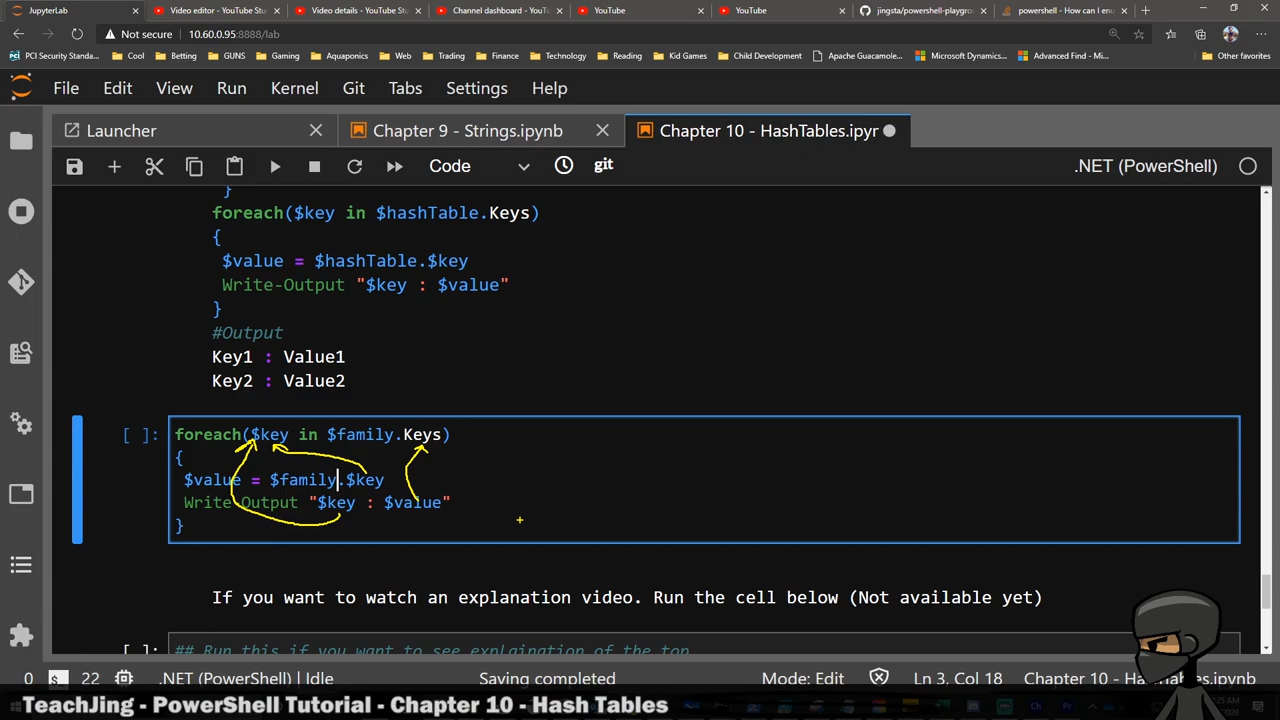 JupyterLab
Video editor - YouTube Stu
Video details - YouTube Stu
Channel dashboard - YouTu
YouTube
YouTube
jingsta/powershell-playgro
powershell - How can I enu
Not secure
10.60.0.95:8888/lab
PCI Security Standa...
Cool
Betting
GUNS
Gaming
Aquaponics
Web
Trading
Finance
Technology
Reading
Kid Games
Child Development
Apache Guacamole...
Microsoft Dynamic...
Advanced Find - Mi...
Other favorites
File
Edit
View
Run
Kernel
Git
Tabs
Settings
Help
Launcher
Chapter 9 - Strings.ipynb
Chapter 10 - HashTables.ipyr
Code
git
.NET (PowerShell)
}
foreach($key in $hashTable.Keys)
{
$value = $hashTable.$key
Write-Output "$key : $value"
}
#Output
Key1 : Value1
Key2 : Value2
[ ]:
foreach($key in $family.Keys)
{
$value = $family.$key
Write-Output "$key : $value"
}
If you want to watch an explanation video. Run the cell below (Not available yet)
[ ]:
## Run this if you want to see explaination of the top
0
$_
22
.NET (PowerShell) | Idle
Saving completed
Mode: Edit
Ln 3, Col 18
Chapter 10 - HashTables.ipynb
TeachJing - PowerShell Tutorial - Chapter 10 - Hash Tables